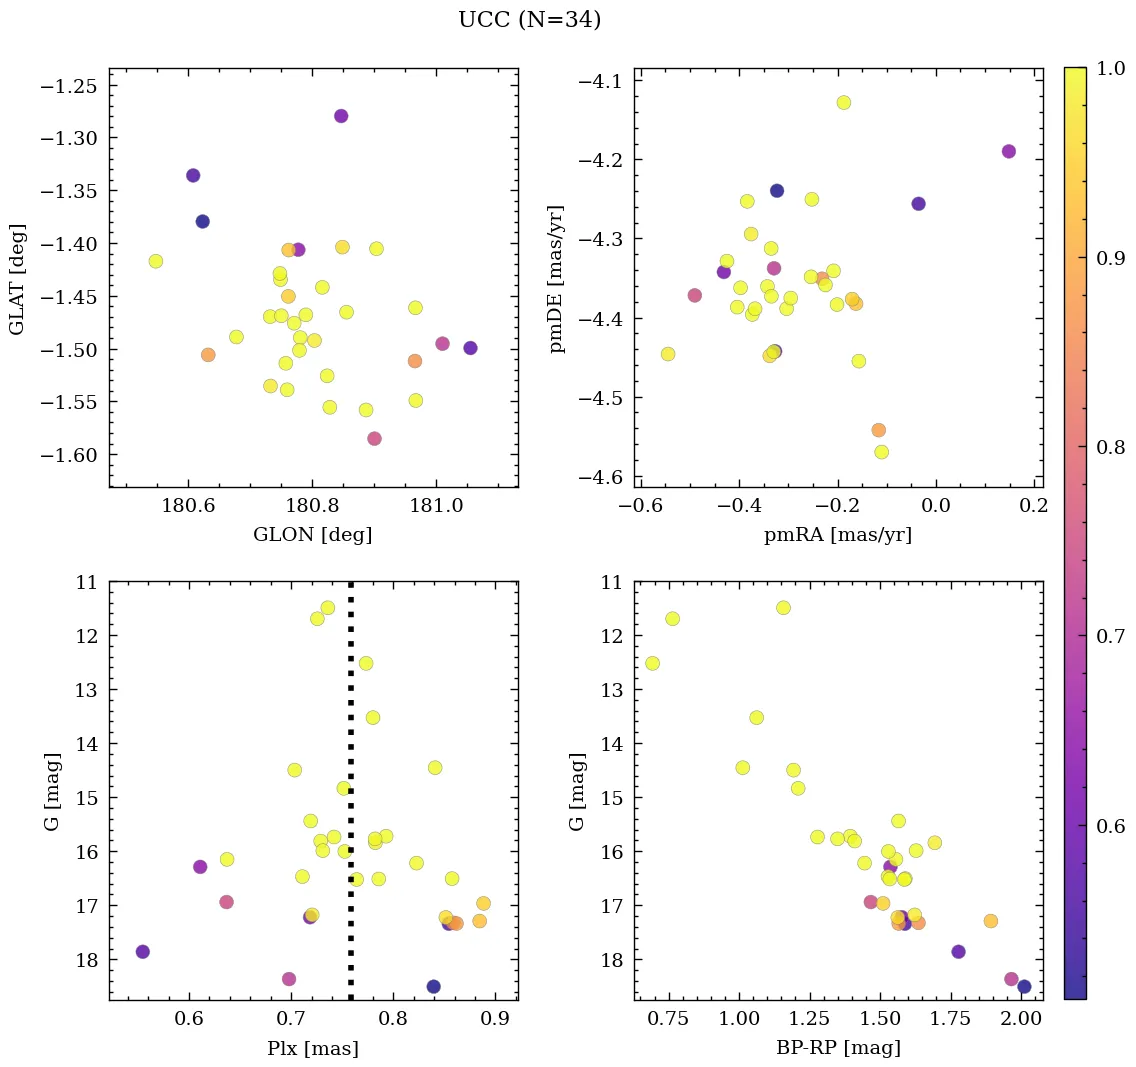 UCC (N=34)
−1.25
−1.30
−1.35
−1.40
−1.45
−1.50
−1.55
−1.60
GLAT [deg]
180.6 180.8 181.0
GLON [deg]
−4.1
−4.2
−4.3
−4.4
−4.5
−4.6
pmDE [mas/yr]
−0.6 −0.4 −0.2 0.0 0.2
pmRA [mas/yr]
11
12
13
14
15
16
17
18
G [mag]
0.6 0.7 0.8 0.9
Plx [mas]
11
12
13
14
15
16
17
18
G [mag]
0.75 1.00 1.25 1.50 1.75 2.00
BP-RP [mag]
1.0
0.9
0.8
0.7
0.6